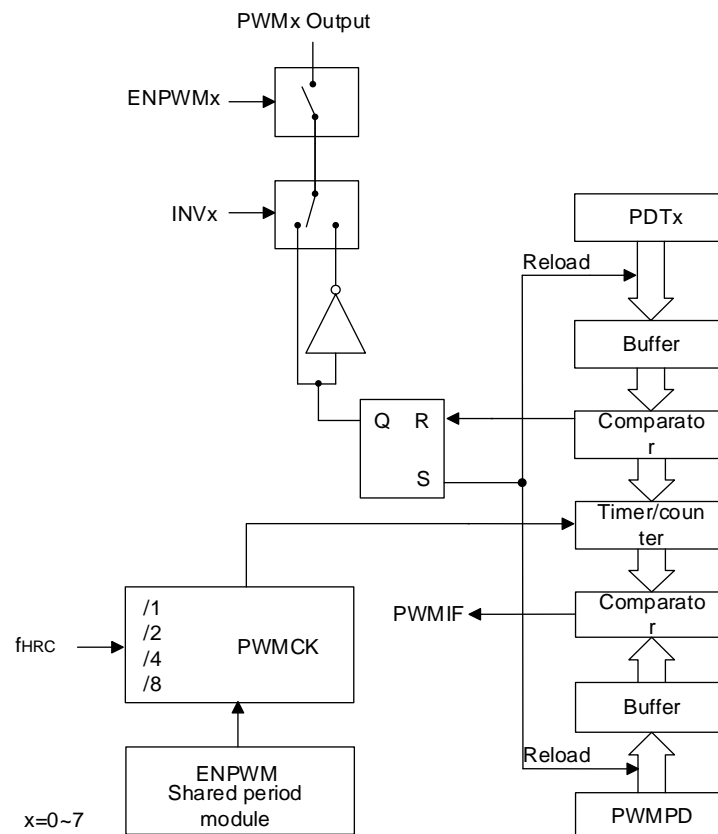 PWMx Output
ENPWMx
INVx
PDTx
Reload
Buffer
Q R
S
Comparato
r
Timer/coun
ter
/1
/2
/4
/8
PWMCK
fHRC
PWMIF
Comparato
r
Buffer
Reload
ENPWM
Shared period
module
PWMPD
x=0~7